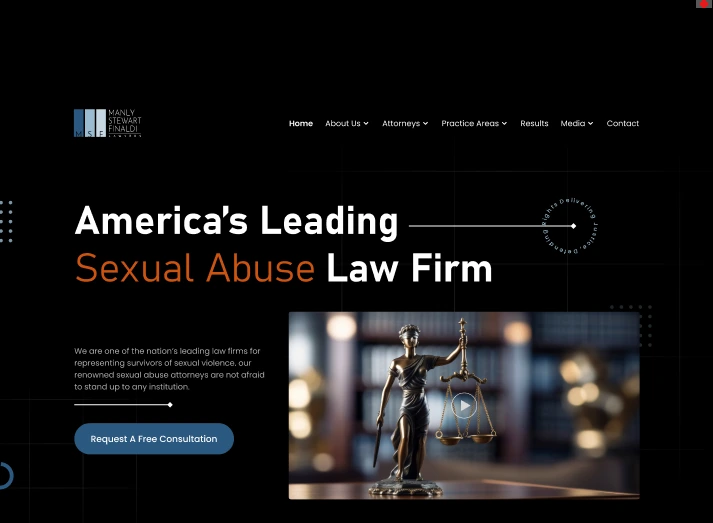 MANLY
STEWART
FINALDI
LAWYERS
M S F
Home About Us Attorneys Practice Areas Results Media Contact
America's Leading
Sexual Abuse Law Firm
Delivering Justice, Defending Rights
We are one of the nation's leading law firms for
representing survivors of sexual violence. our
renowned sexual abuse attorneys are not afraid
to stand up to any institution.
Request A Free Consultation